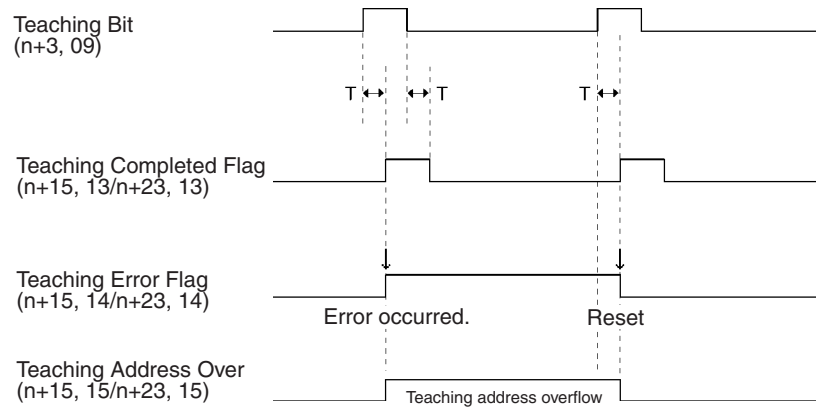 Teaching Bit
(n+3, 09)
T T T
Teaching Completed Flag
(n+15, 13/n+23, 13)
Teaching Error Flag
(n+15, 14/n+23, 14)
Error occurred. Reset
Teaching Address Over
(n+15, 15/n+23, 15)
Teaching address overflow